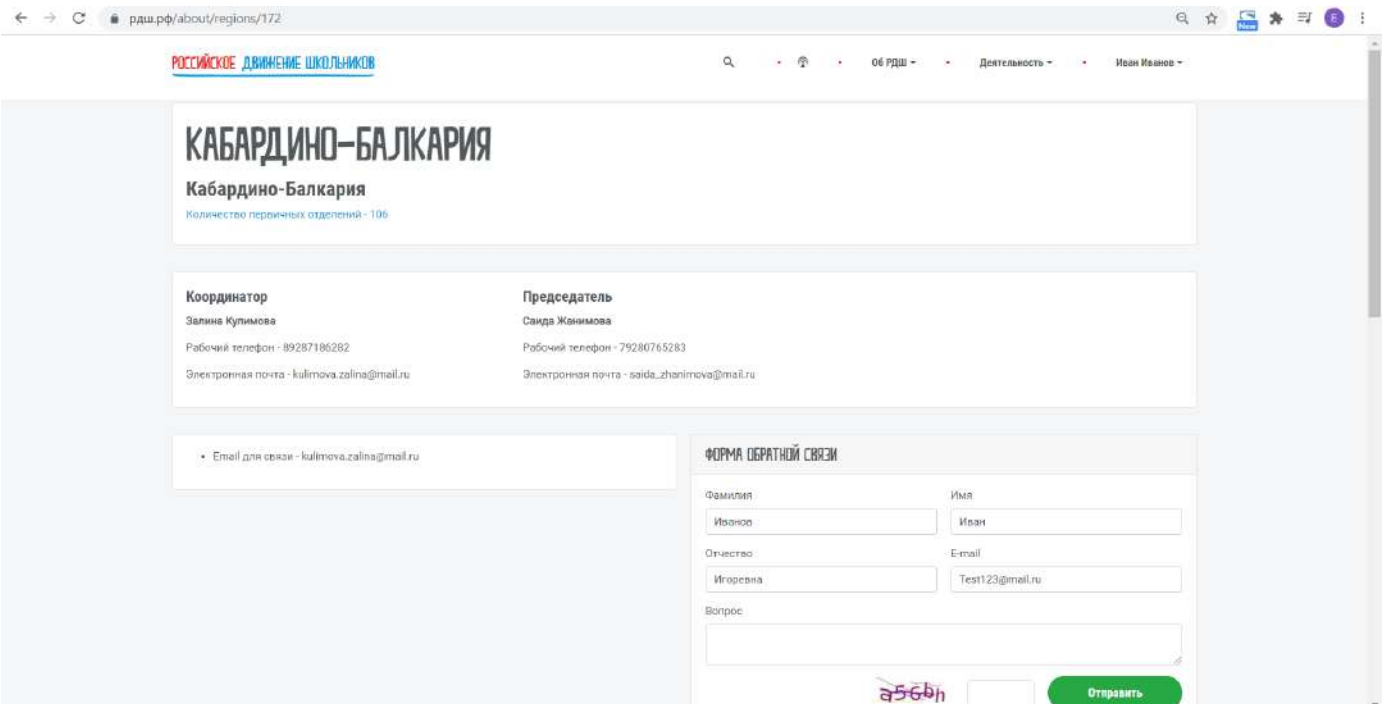 рдш.рф/about/regions/172
New
E
РОССИЙСКОЕ ДВИЖЕНИЕ ШКОЛЬНИКОВ
Об РДШ
Деятельность
Иван Иванов
КАБАРДИНО-БАЛКАРИЯ
Кабардино-Балкария
Количество первичных отделений - 106
Координатор
Залина Кулимова
Рабочий телефон - 89287186282
Электронная почта - kulimova.zalina@mail.ru
Председатель
Саида Жанимова
Рабочий телефон - 79280765283
Электронная почта - saida_zhanimova@mail.ru
Email для связи - kulimova.zalina@mail.ru
ФОРМА ОБРАТНОЙ СВЯЗИ
Фамилия
Имя
Иванов
Иван
Отчество
E-mail
Игоревна
Test123@mail.ru
Вопрос
a56bh
Отправить